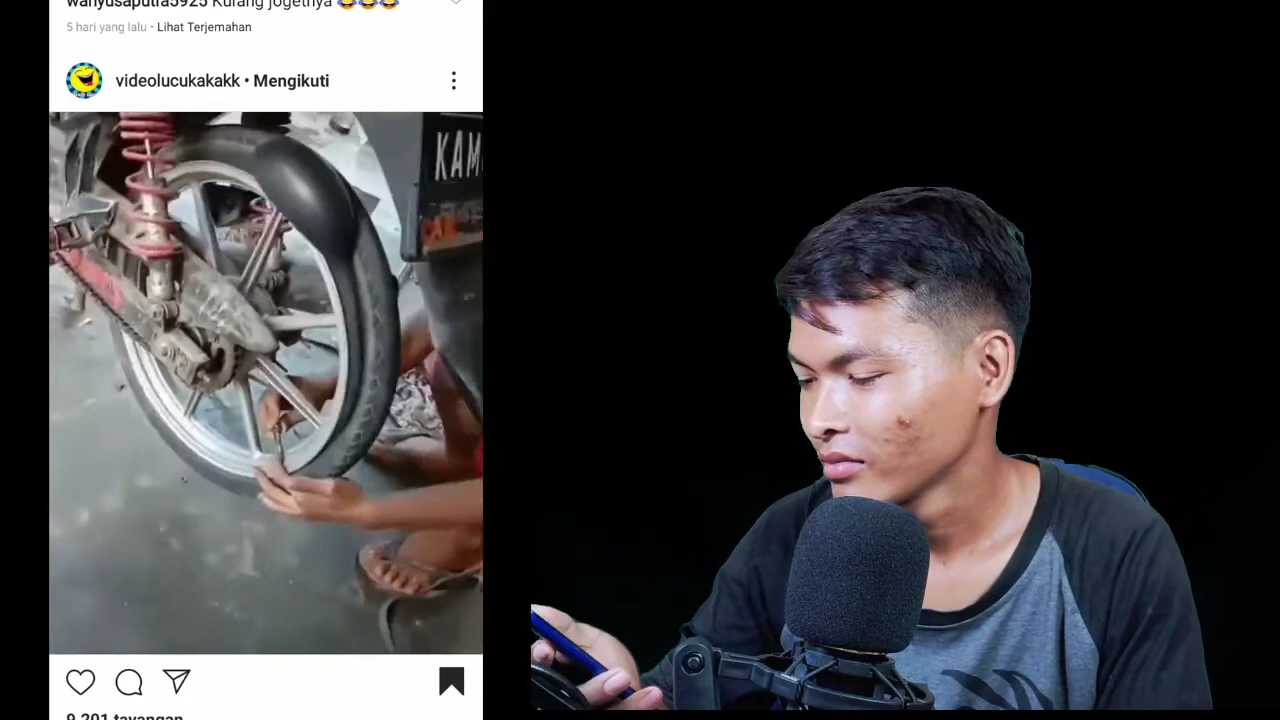 wahyusaputra5925 Kurang jogetnya 😂😂😂
5 hari yang lalu • Lihat Terjemahan
videolucukakakk • Mengikuti
KAM
9.201 tayangan